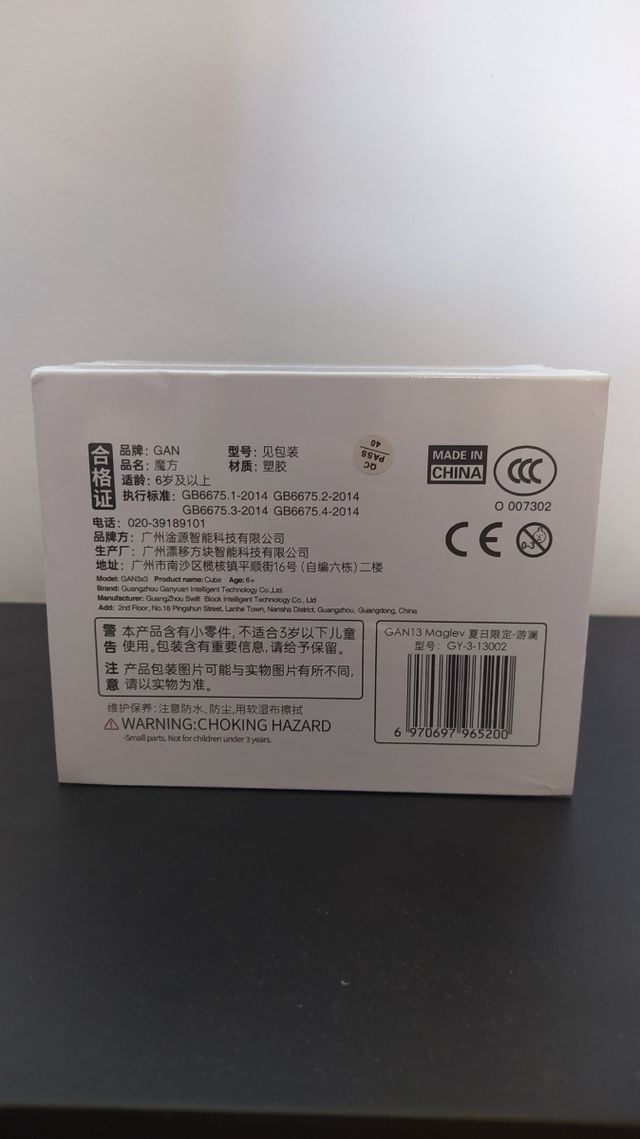 合格证
品牌: GAN 型号: 见包装
品名: 魔方 材质: 塑胶
适龄: 6岁及以上
执行标准: GB6675.1-2014 GB6675.2-2014
GB6675.3-2014 GB6675.4-2014
电话: 020-39189101
品牌方: 广州淦源智能科技有限公司
生产厂: 广州漂移方块智能科技有限公司
地址: 广州市南沙区榄核镇平顺街16号（自编六栋）二楼
Model: GAN3x3 Product name: Cube Age: 6+
Brand: Guangzhou Ganyuan Intelligent Technology Co.,Ltd.
Manufacturer: GuangZhou Swift Block Intelligent Technology Co., Ltd
Add: 2nd Floor, No.16 Pingshun Street, Lanhe Town, Nansha District, Guangzhou, Guangdong, China
警告 本产品含有小零件, 不适合3岁以下儿童
使用。包装含有重要信息, 请给予保留。
注意 产品包装图片可能与实物图片有所不同,
请以实物为准。
维护保养: 注意防水、防尘, 用软湿布擦拭
WARNING:CHOKING HAZARD
-Small parts. Not for children under 3 years.
QC
PASS
40
MADE IN
CHINA
CCC
O 007302
CE
0-3
GAN13 Maglev 夏日限定-游澜
型号: GY-3-13002
6 970697 965200